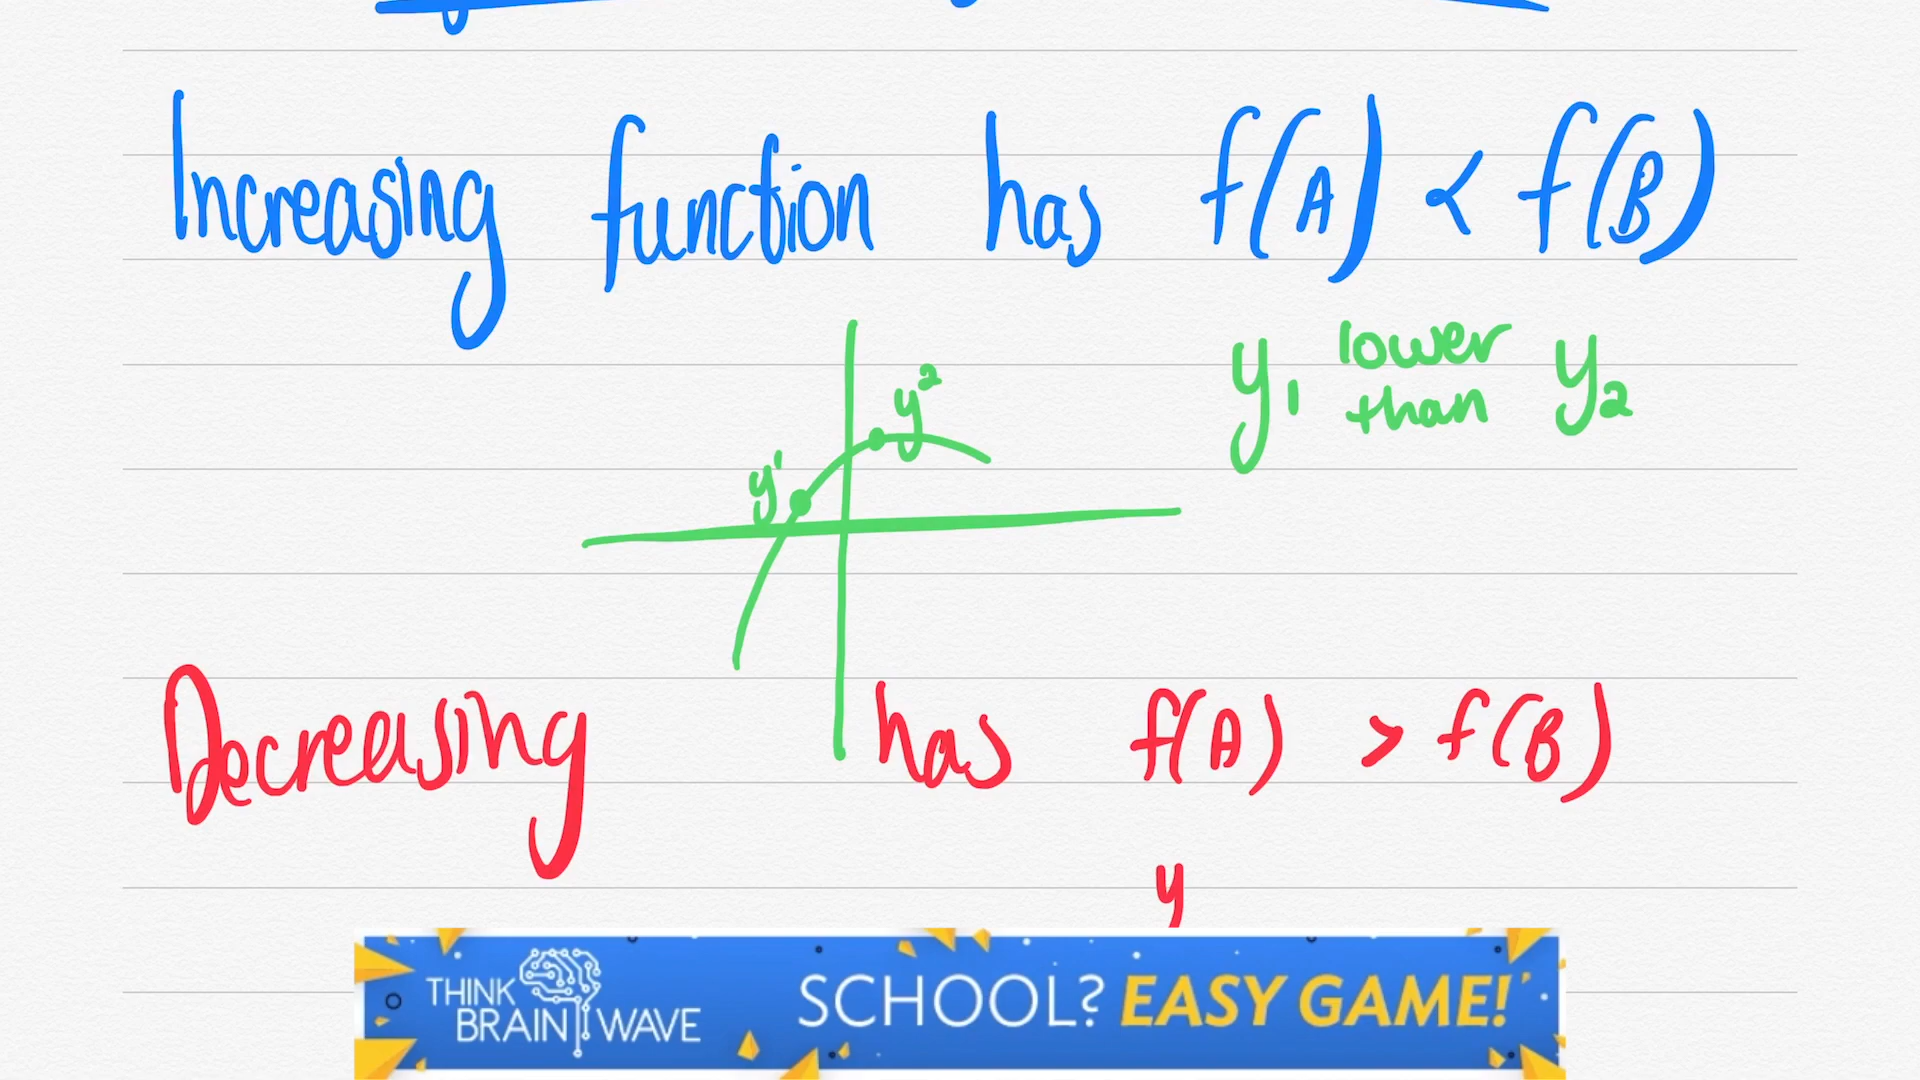 Increasing function has f(A) < f(B)
y₁ lower than y₂
y²
y¹
Decreasing has f(A) > f(B)
y
THINK BRAIN WAVE
SCHOOL? EASY GAME!